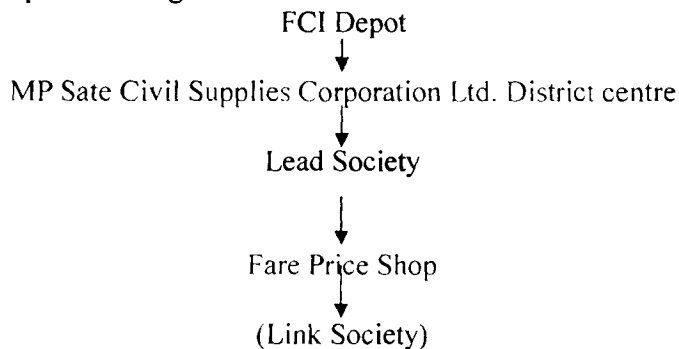 FCI Depot
MP Sate Civil Supplies Corporation Ltd. District centre
Lead Society
Fare Price Shop
(Link Society)